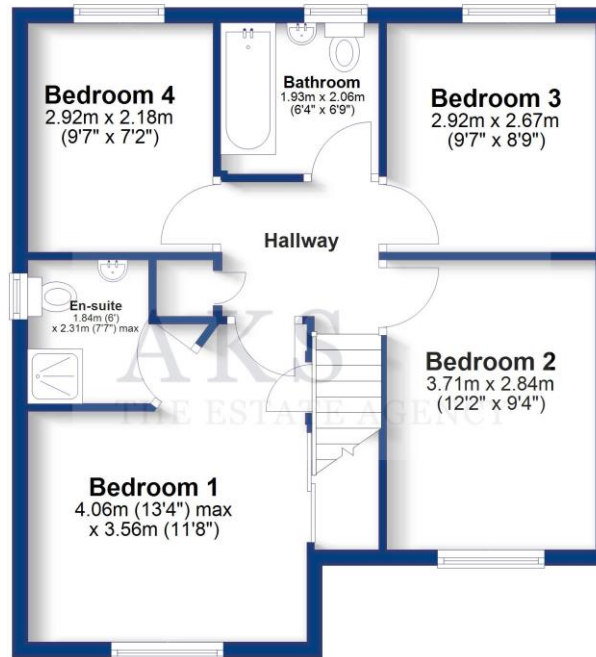 Bedroom 4
2.92m x 2.18m
(9'7" x 7'2")
Bathroom
1.93m x 2.06m
(6'4" x 6'9")
Bedroom 3
2.92m x 2.67m
(9'7" x 8'9")
Hallway
En-suite
1.84m (6')
x 2.31m (7'7") max
AKS
THE ESTATE AGENCY
Bedroom 2
3.71m x 2.84m
(12'2" x 9'4")
Bedroom 1
4.06m (13'4") max
x 3.56m (11'8")